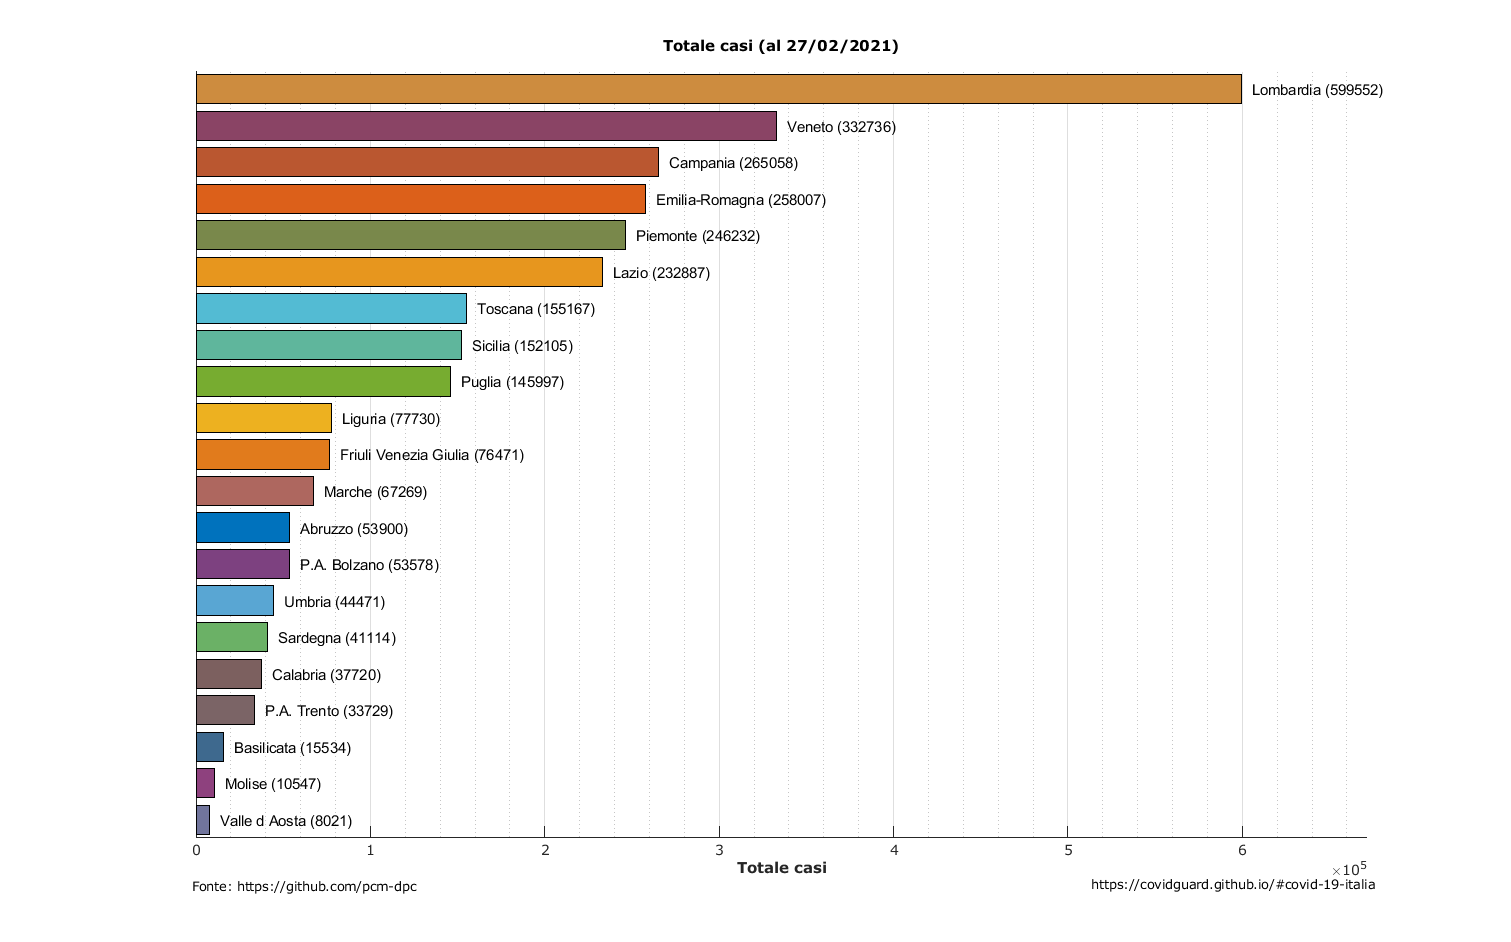 Totale casi (al 27/02/2021)
Lombardia (599552)
Veneto (332736)
Campania (265058)
Emilia-Romagna (258007)
Piemonte (246232)
Lazio (232887)
Toscana (155167)
Sicilia (152105)
Puglia (145997)
Liguria (77730)
Friuli Venezia Giulia (76471)
Marche (67269)
Abruzzo (53900)
P.A. Bolzano (53578)
Umbria (44471)
Sardegna (41114)
Calabria (37720)
P.A. Trento (33729)
Basilicata (15534)
Molise (10547)
Valle d Aosta (8021)
0 1 2 3 4 5 6
Totale casi
×10⁵
Fonte: https://github.com/pcm-dpc
https://covidguard.github.io/#covid-19-italia